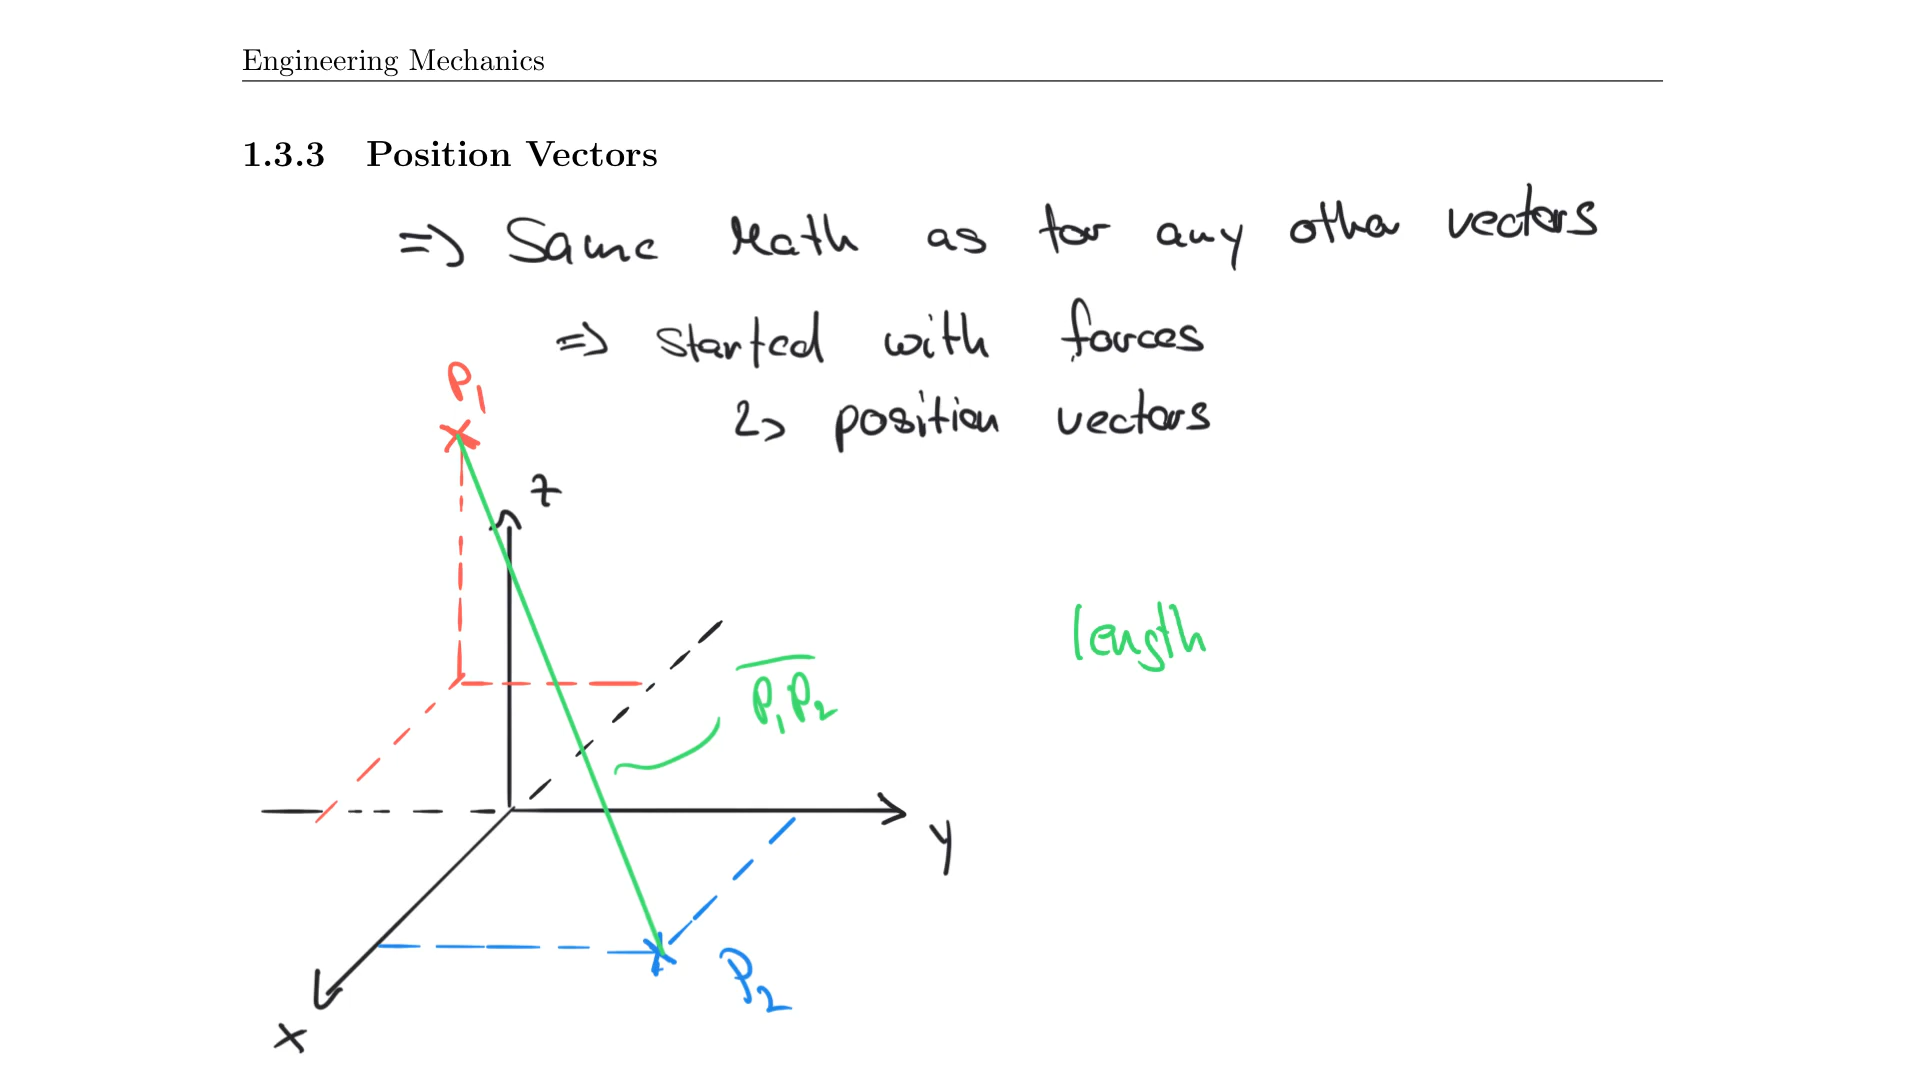 Engineering Mechanics
1.3.3 Position Vectors
=> Same Math as for any other vectors
=> started with forces
2> position vectors
P₁
z
length
P₁P₂
y
P₂
x